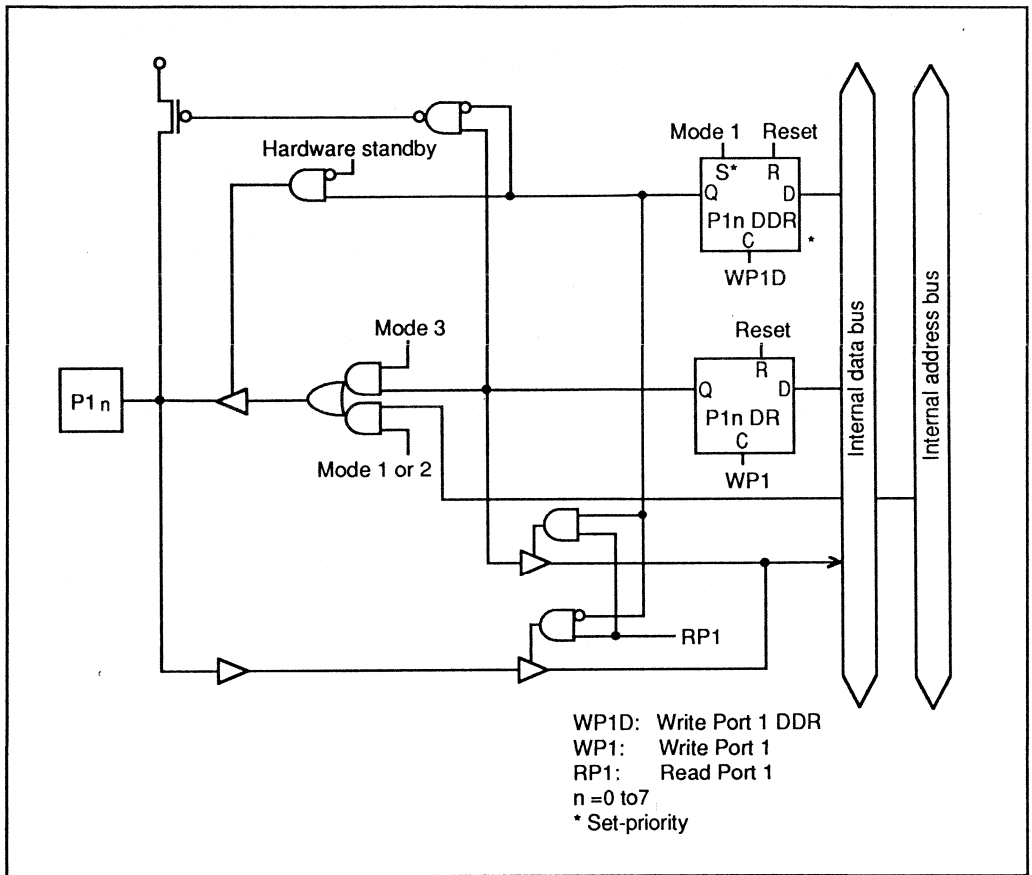 Hardware standby
Mode 1 Reset
S* R
Q D
P1n DDR
C *
WP1D
Mode 3
Reset
R
Q D
P1n DR
C
WP1
P1 n
Mode 1 or 2
Internal data bus
Internal address bus
RP1
WP1D: Write Port 1 DDR
WP1: Write Port 1
RP1: Read Port 1
n =0 to7
* Set-priority